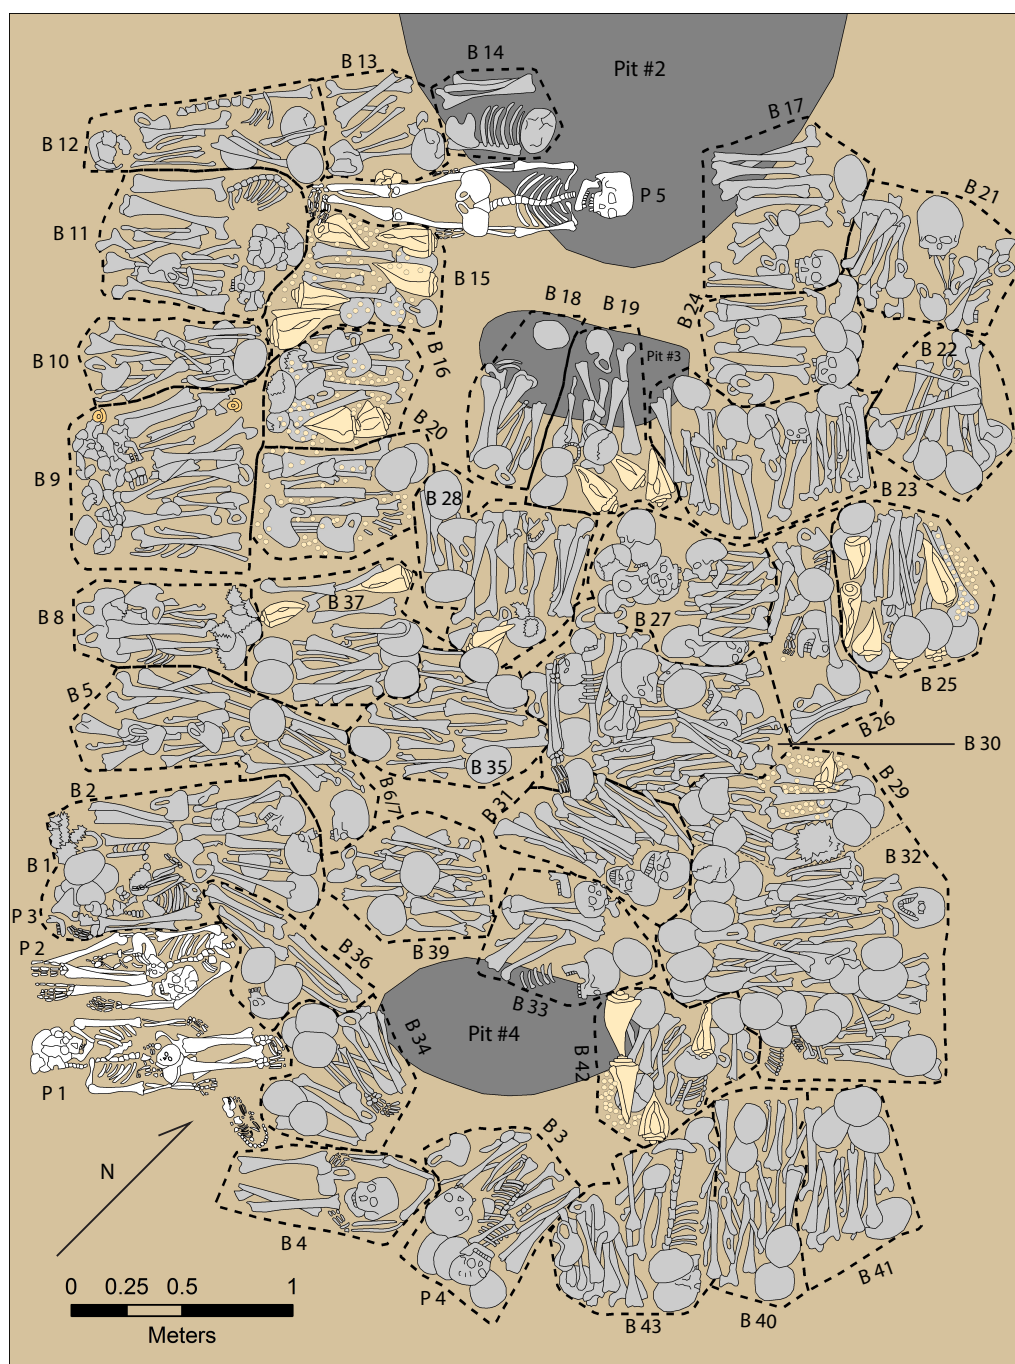 B 14
B 13
Pit #2
B 17
B 12
B 21
P 5
B 11
B 15
B 18
B 19
B 24
B 10
B 16
Pit #3
B 22
B 20
B 9
B 28
B 23
B 8
B 37
B 27
B 25
B 5
B 26
B 30
B 35
B 2
B 6/7
B 31
B 29
B 1
B 32
P 3
P 2
B 36
B 39
B 33
Pit #4
B 34
B 42
P 1
N
B 3
B 4
P 4
B 41
B 43
B 40
0 0.25 0.5 1
Meters